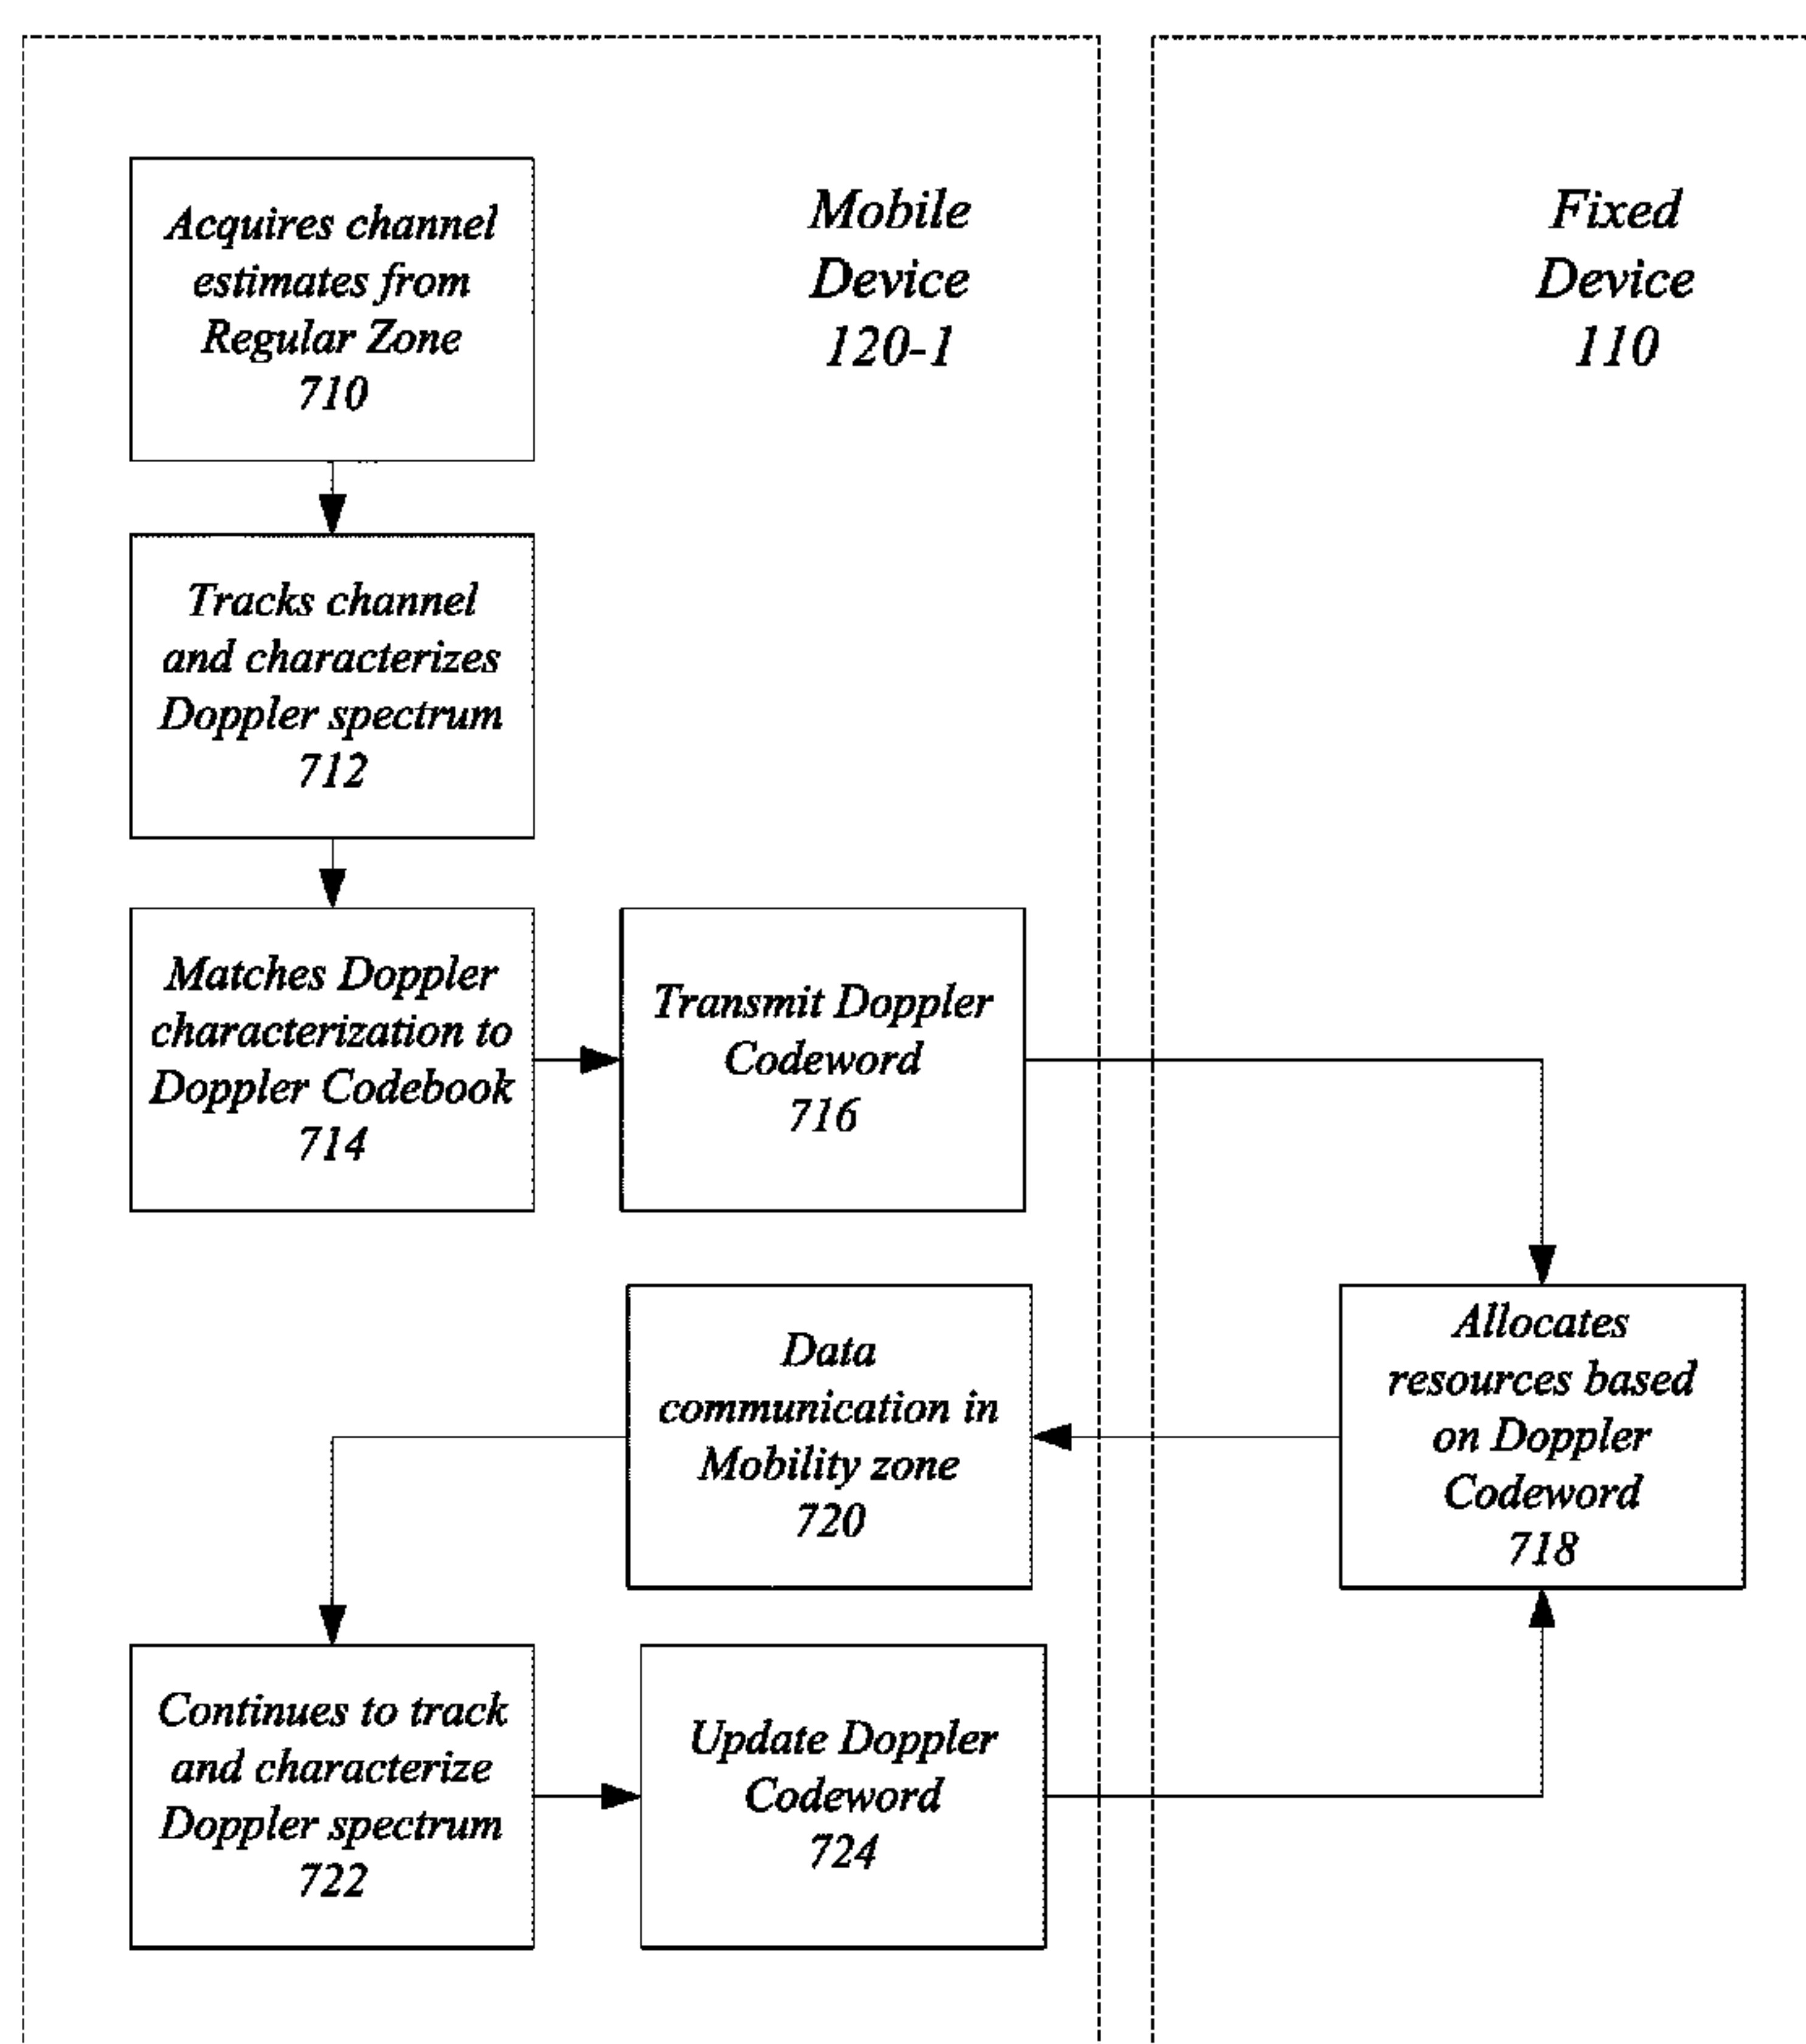 Mobile
Device
120-1
Fixed
Device
110
Acquires channel
estimates from
Regular Zone
710
Tracks channel
and characterizes
Doppler spectrum
712
Matches Doppler
characterization to
Doppler Codebook
714
Transmit Doppler
Codeword
716
Allocates
resources based
on Doppler
Codeword
718
Data
communication in
Mobility zone
720
Continues to track
and characterize
Doppler spectrum
722
Update Doppler
Codeword
724